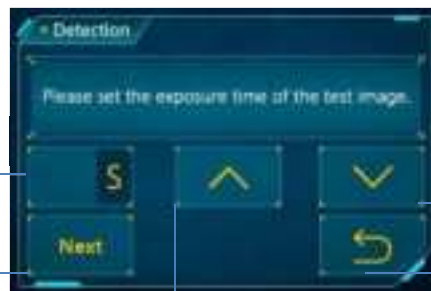 Detection
Please set the exposure time of the test image.
S
Next